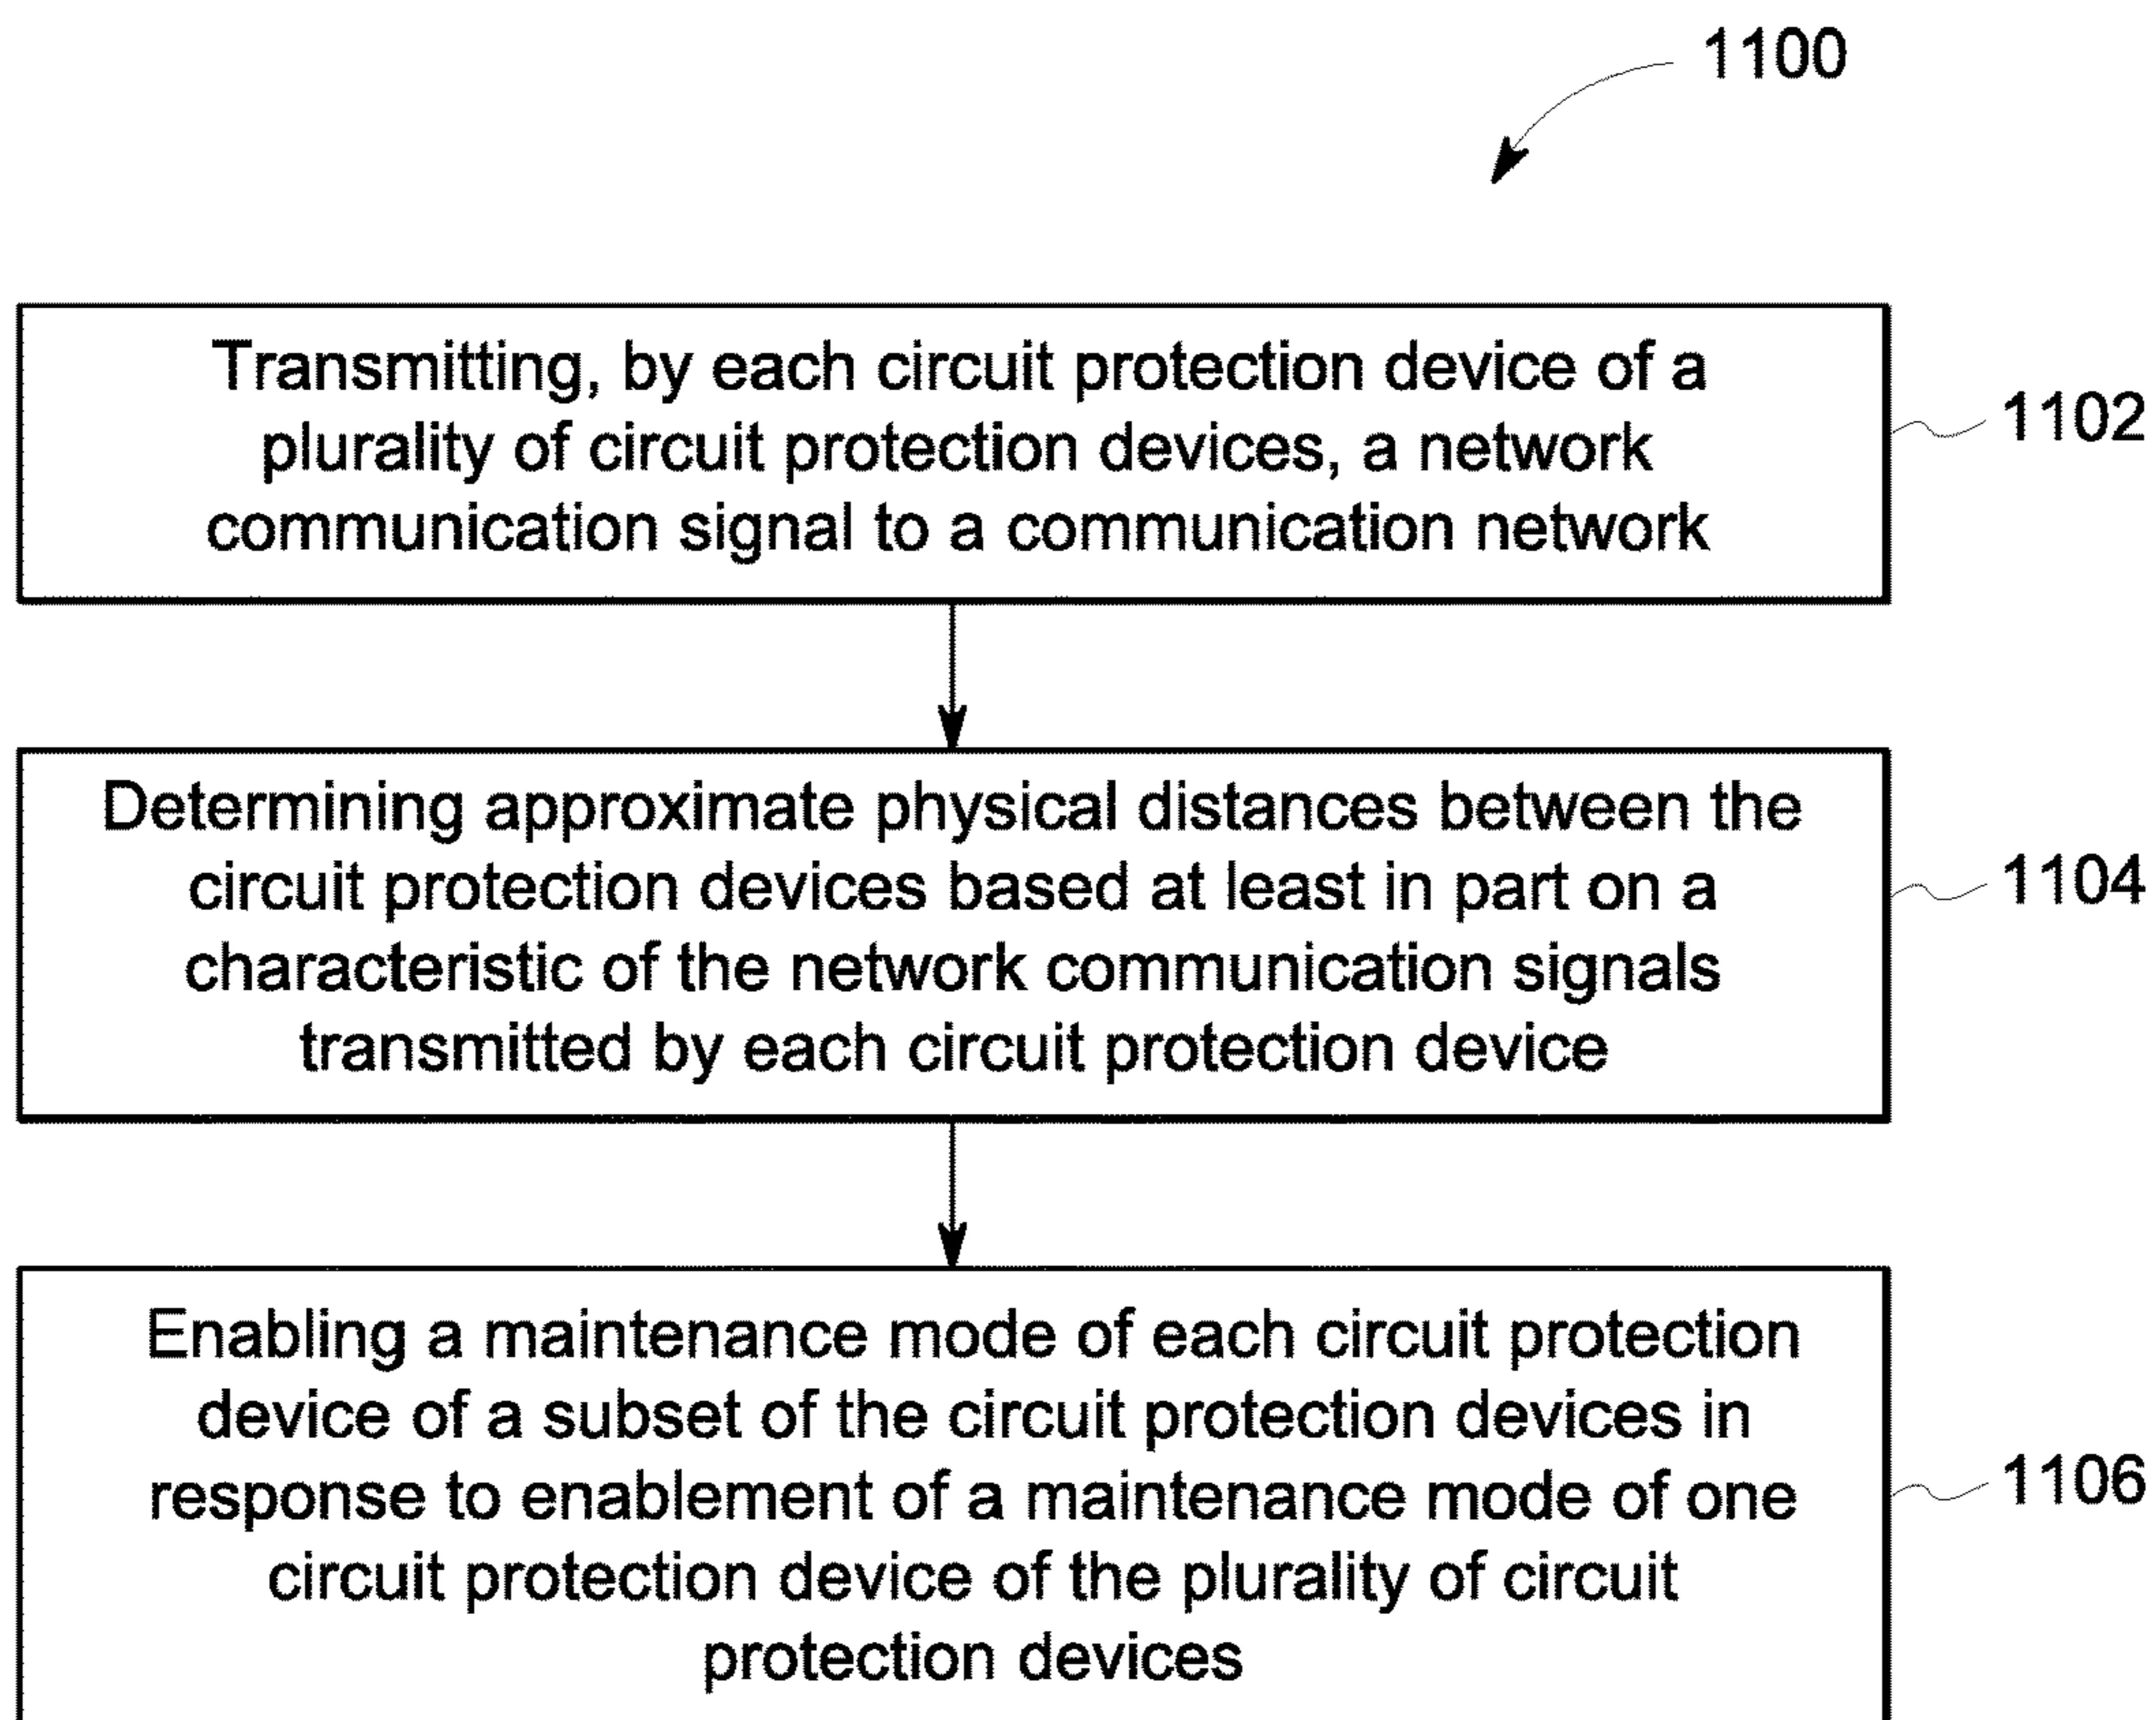 1100
Transmitting, by each circuit protection device of a
plurality of circuit protection devices, a network
communication signal to a communication network
1102
Determining approximate physical distances between the
circuit protection devices based at least in part on a
characteristic of the network communication signals
transmitted by each circuit protection device
1104
Enabling a maintenance mode of each circuit protection
device of a subset of the circuit protection devices in
response to enablement of a maintenance mode of one
circuit protection device of the plurality of circuit
protection devices
1106